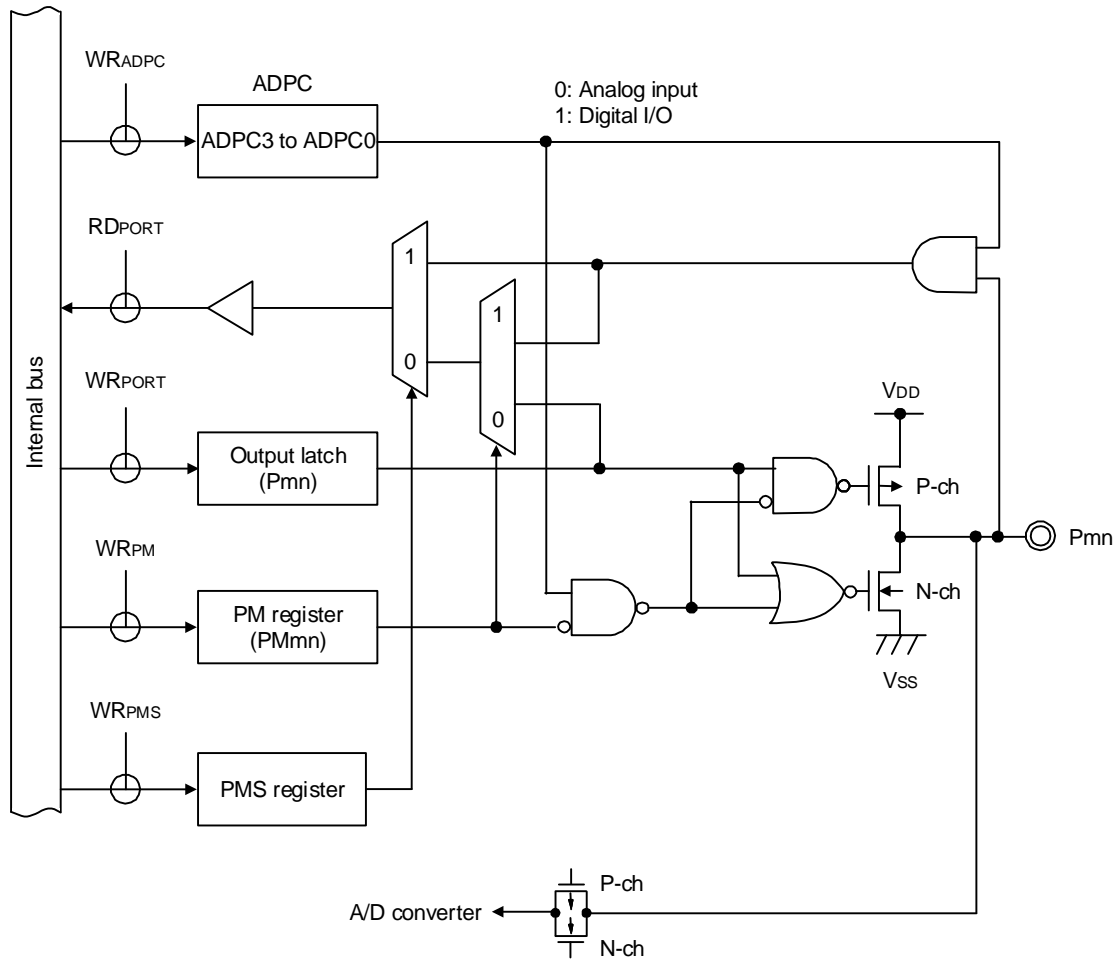 WRADPC
ADPC
ADPC3 to ADPC0
0: Analog input
1: Digital I/O
RDPORT
1
1
0
0
Internal bus
WRPORT
Output latch
(Pmn)
VDD
P-ch
Pmn
N-ch
VSS
WRPM
PM register
(PMmn)
WRPMS
PMS register
P-ch
A/D converter
N-ch